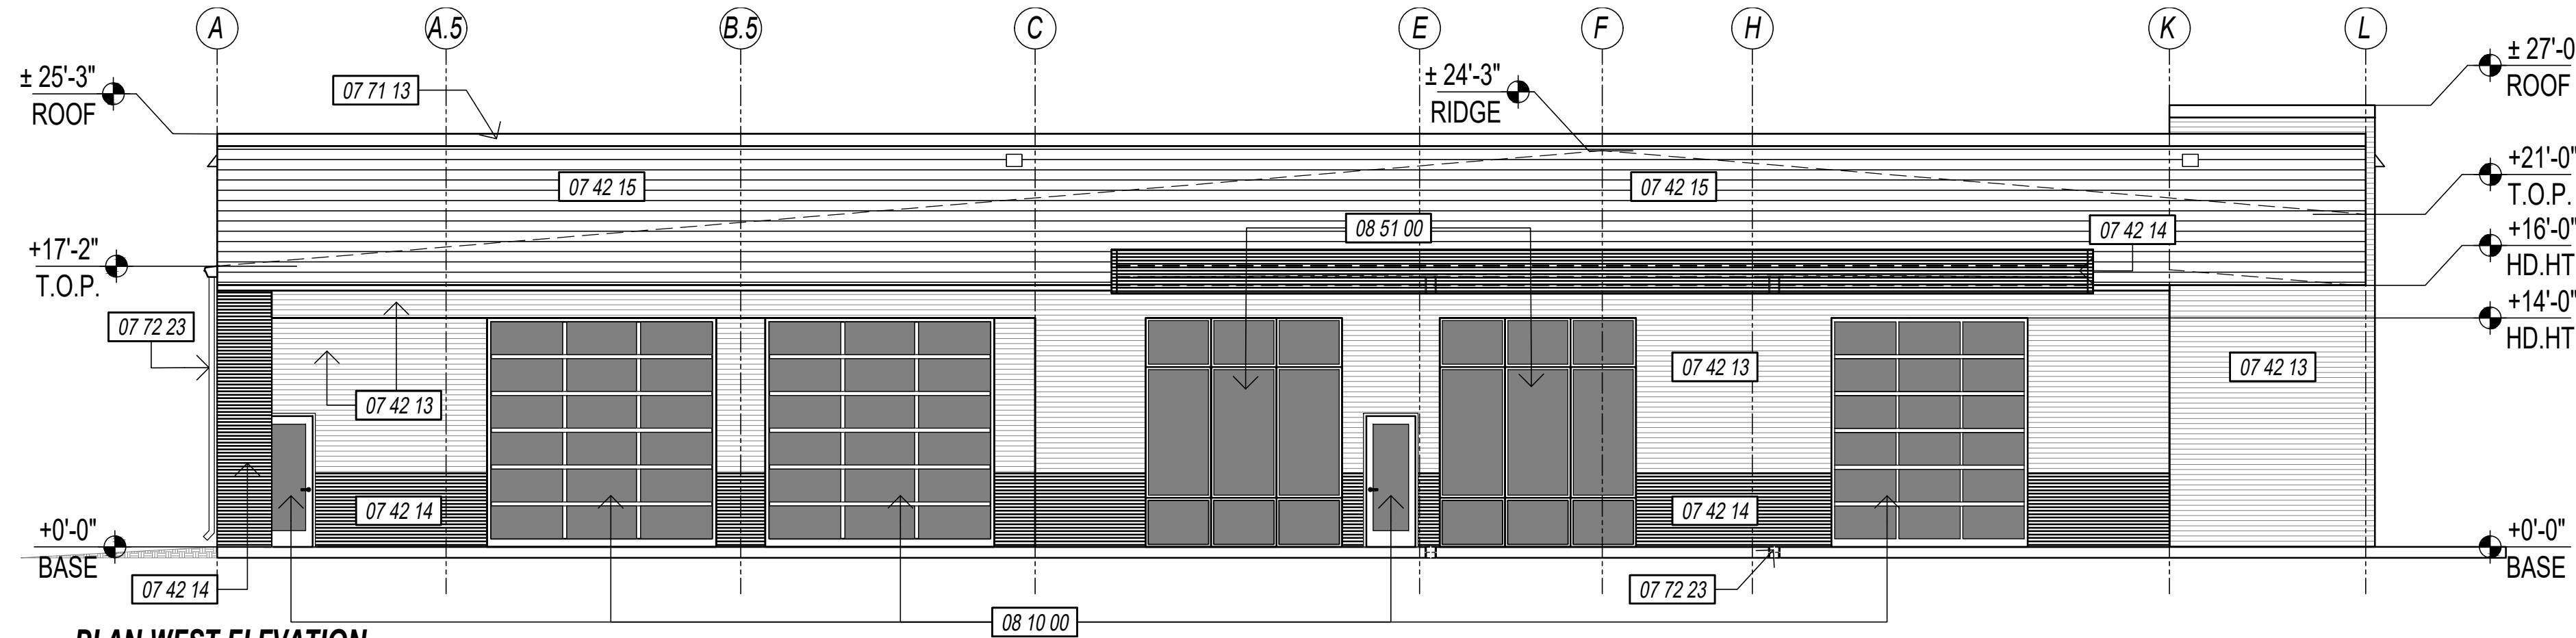 A
A.5
B.5
C
E
F
H
K
L
± 25'-3"
ROOF
07 71 13
± 24'-3"
RIDGE
± 27'-0
ROOF
07 42 15
07 42 15
+21'-0"
T.O.P.
08 51 00
07 42 14
+16'-0"
HD.HT
+17'-2"
T.O.P.
+14'-0"
HD.HT
07 72 23
07 42 13
07 42 13
07 42 13
07 42 14
07 42 14
+0'-0"
BASE
+0'-0"
BASE
07 42 14
07 72 23
08 10 00
PLAN WEST ELEVATION